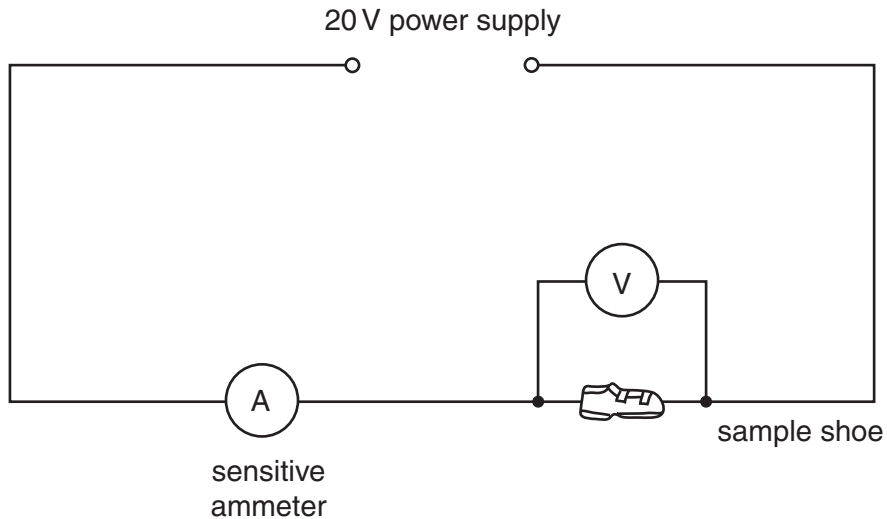 20 V power supply
V
A
sample shoe
sensitive
ammeter